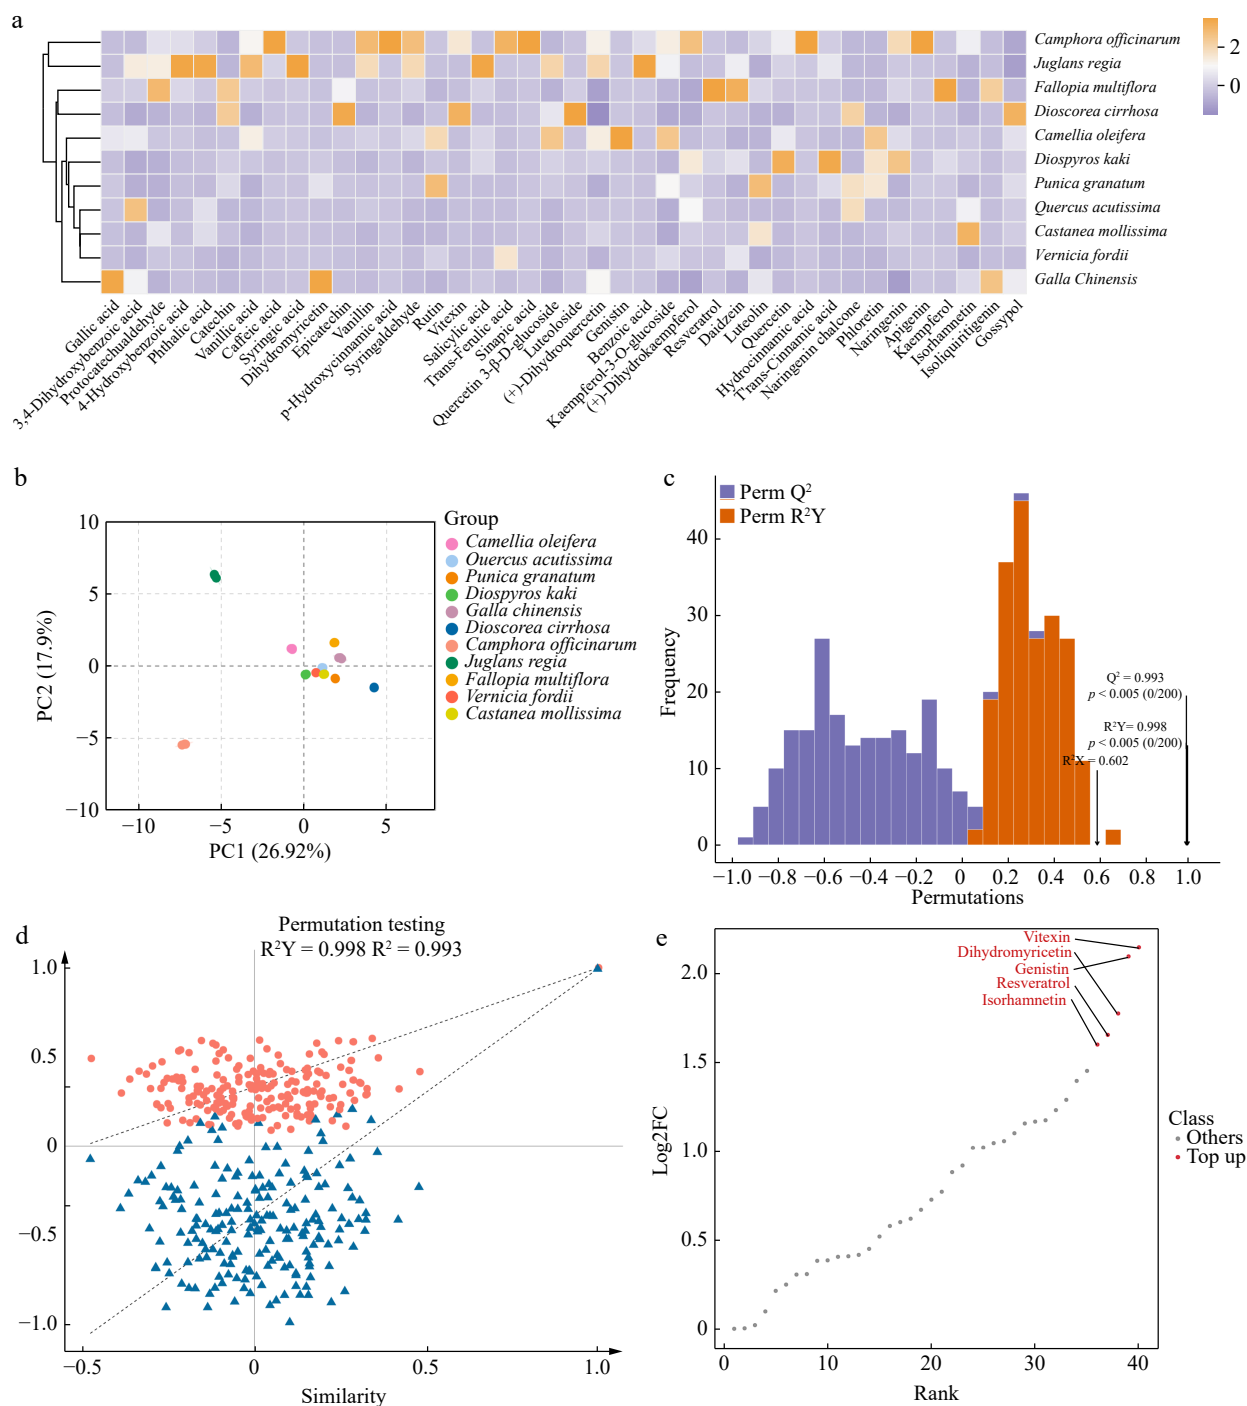 a
Camphora officinarum
Juglans regia
Fallopia multiflora
Dioscorea cirrhosa
Camellia oleifera
Diospyros kaki
Punica granatum
Quercus acutissima
Castanea mollissima
Vernicia fordii
Galla Chinensis
2
0
Gallic acid
3,4-Dihydroxybenzoic acid
Protocatechualdehyde
4-Hydroxybenzoic acid
Phthalic acid
Catechin
Vanillic acid
Caffeic acid
Syringic acid
Dihydromyricetin
Epicatechin
Vanillin
p-Hydroxycinnamic acid
Syringaldehyde
Rutin
Vitexin
Salicylic acid
Trans-Ferulic acid
Sinapic acid
Quercetin 3-β-D-glucoside
Luteoloside
(+)-Dihydroquercetin
Genistin
Benzoic acid
Kaempferol-3-O-glucoside
(+)-Dihydrokaempferol
Resveratrol
Daidzein
Luteolin
Quercetin
Hydrocinnamic acid
T'rans-Cinnamic acid
Naringenin chalcone
Phloretin
Naringenin
Apigenin
Kaempferol
Isorhamnetin
Isoliquiritigenin
Gossypol
b
Group
Camellia oleifera
Ouercus acutissima
Punica granatum
Diospyros kaki
Galla chinensis
Dioscorea cirrhosa
Camphora officinarum
Juglans regia
Fallopia multiflora
Vernicia fordii
Castanea mollissima
PC2 (17.9%)
10
5
0
−5
−10
−10 −5 0 5
PC1 (26.92%)
c
Perm Q²
Perm R²Y
Frequency
40
30
20
10
0
Q² = 0.993
p < 0.005 (0/200)
R²Y= 0.998
p < 0.005 (0/200)
R²X = 0.602
−1.0 −0.8 −0.6 −0.4 −0.2 0 0.2 0.4 0.6 0.8 1.0
Permutations
d
Permutation testing
R²Y = 0.998 R² = 0.993
1.0
0.5
0
−0.5
−1.0
−0.5 0 0.5 1.0
Similarity
e
Vitexin
Dihydromyricetin
Genistin
Resveratrol
Isorhamnetin
Log2FC
2.0
1.5
1.0
0.5
0
0 10 20 30 40
Rank
Class
Others
Top up